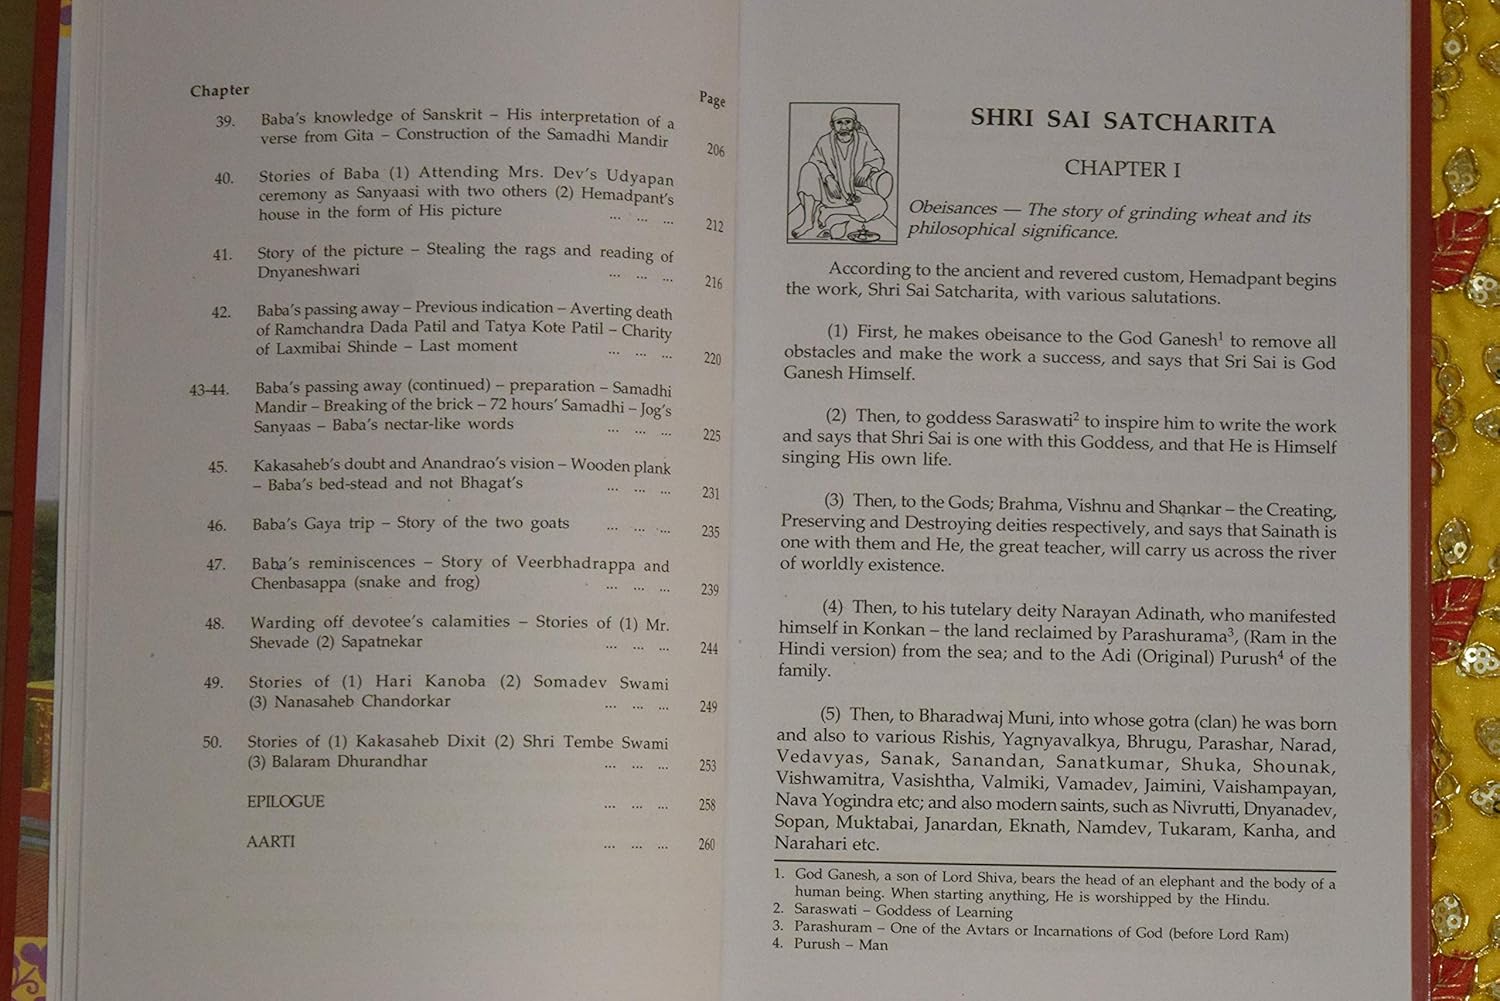 Chapter
Page
39. Baba's knowledge of Sanskrit – His interpretation of a
verse from Gita – Construction of the Samadhi Mandir 206
40. Stories of Baba (1) Attending Mrs. Dev's Udyapan
ceremony as Sanyaasi with two others (2) Hemadpant's
house in the form of His picture ... ... ... 212
41. Story of the picture – Stealing the rags and reading of
Dnyaneshwari ... ... ... 216
42. Baba's passing away – Previous indication – Averting death
of Ramchandra Dada Patil and Tatya Kote Patil – Charity
of Laxmibai Shinde – Last moment ... ... ... 220
43-44. Baba's passing away (continued) – preparation – Samadhi
Mandir – Breaking of the brick – 72 hours' Samadhi – Jog's
Sanyaas – Baba's nectar-like words ... ... ... 225
45. Kakasaheb's doubt and Anandrao's vision – Wooden plank
– Baba's bed-stead and not Bhagat's ... ... ... 231
46. Baba's Gaya trip – Story of the two goats ... ... ... 235
47. Baba's reminiscences – Story of Veerbhadrappa and
Chenbasappa (snake and frog) ... ... ... 239
48. Warding off devotee's calamities – Stories of (1) Mr.
Shevade (2) Sapatnekar ... ... ... 244
49. Stories of (1) Hari Kanoba (2) Somadev Swami
(3) Nanasaheb Chandorkar ... ... ... 249
50. Stories of (1) Kakasaheb Dixit (2) Shri Tembe Swami
(3) Balaram Dhurandhar ... ... ... 253
EPILOGUE ... ... ... 258
AARTI ... ... ... 260
SHRI SAI SATCHARITA
CHAPTER I
Obeisances — The story of grinding wheat and its
philosophical significance.
According to the ancient and revered custom, Hemadpant begins
the work, Shri Sai Satcharita, with various salutations.
(1) First, he makes obeisance to the God Ganesh¹ to remove all
obstacles and make the work a success, and says that Sri Sai is God
Ganesh Himself.
(2) Then, to goddess Saraswati² to inspire him to write the work
and says that Shri Sai is one with this Goddess, and that He is Himself
singing His own life.
(3) Then, to the Gods; Brahma, Vishnu and Shankar – the Creating,
Preserving and Destroying deities respectively, and says that Sainath is
one with them and He, the great teacher, will carry us across the river
of worldly existence.
(4) Then, to his tutelary deity Narayan Adinath, who manifested
himself in Konkan – the land reclaimed by Parashurama³, (Ram in the
Hindi version) from the sea; and to the Adi (Original) Purush⁴ of the
family.
(5) Then, to Bharadwaj Muni, into whose gotra (clan) he was born
and also to various Rishis, Yagnyavalkya, Bhrugu, Parashar, Narad,
Vedavyas, Sanak, Sanandan, Sanatkumar, Shuka, Shounak,
Vishwamitra, Vasishtha, Valmiki, Vamadev, Jaimini, Vaishampayan,
Nava Yogindra etc; and also modern saints, such as Nivrutti, Dnyanadev,
Sopan, Muktabai, Janardan, Eknath, Namdev, Tukaram, Kanha, and
Narahari etc.
1. God Ganesh, a son of Lord Shiva, bears the head of an elephant and the body of a
human being. When starting anything, He is worshipped by the Hindu.
2. Saraswati – Goddess of Learning
3. Parashuram – One of the Avtars or Incarnations of God (before Lord Ram)
4. Purush – Man